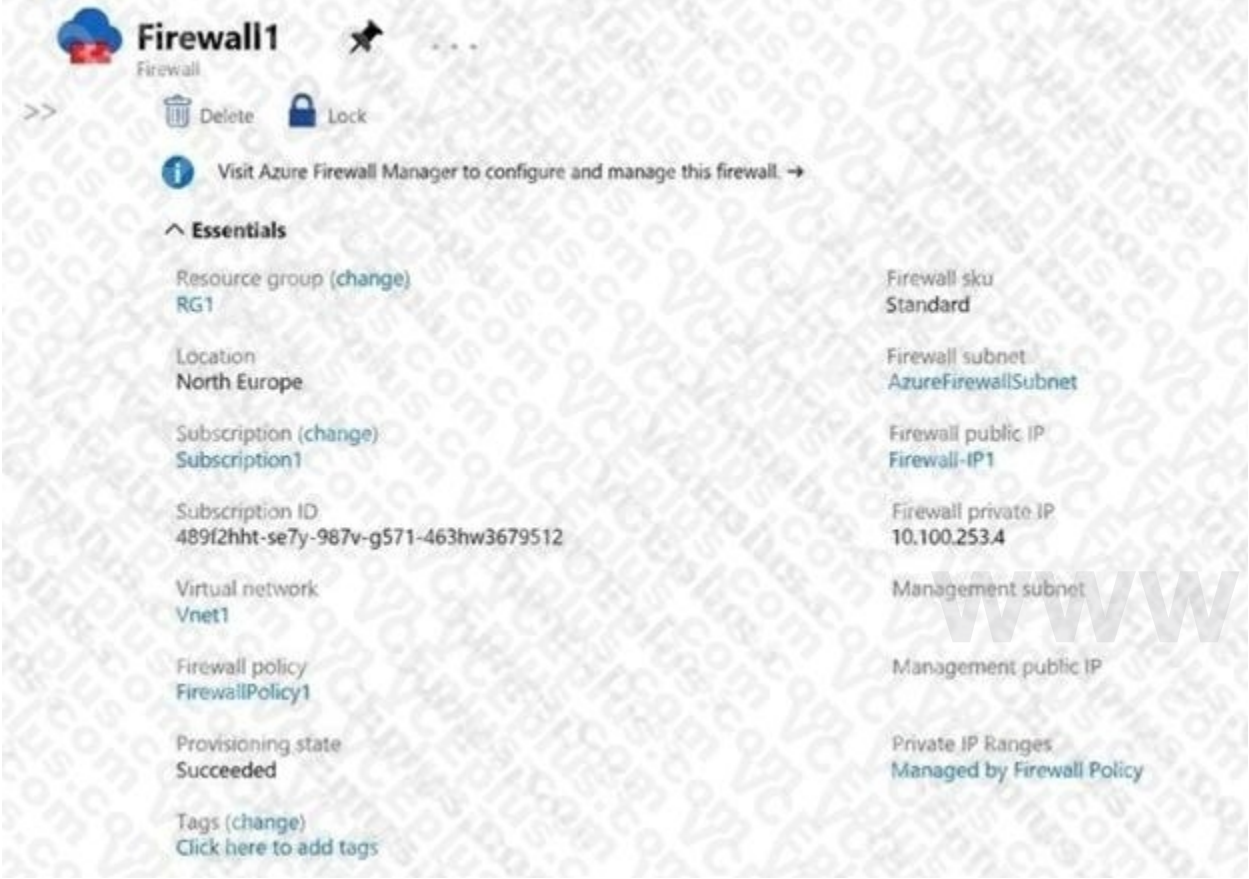 Firewall1
Firewall
>>
Delete Lock
Visit Azure Firewall Manager to configure and manage this firewall. →
Essentials
Resource group (change)
RG1
Location
North Europe
Subscription (change)
Subscription1
Subscription ID
489f2hht-se7y-987v-g571-463hw3679512
Virtual network
Vnet1
Firewall policy
FirewallPolicy1
Provisioning state
Succeeded
Tags (change)
Click here to add tags
Firewall sku
Standard
Firewall subnet
AzureFirewallSubnet
Firewall public IP
Firewall-IP1
Firewall private IP
10.100.253.4
Management subnet
Management public IP
Private IP Ranges
Managed by Firewall Policy
www